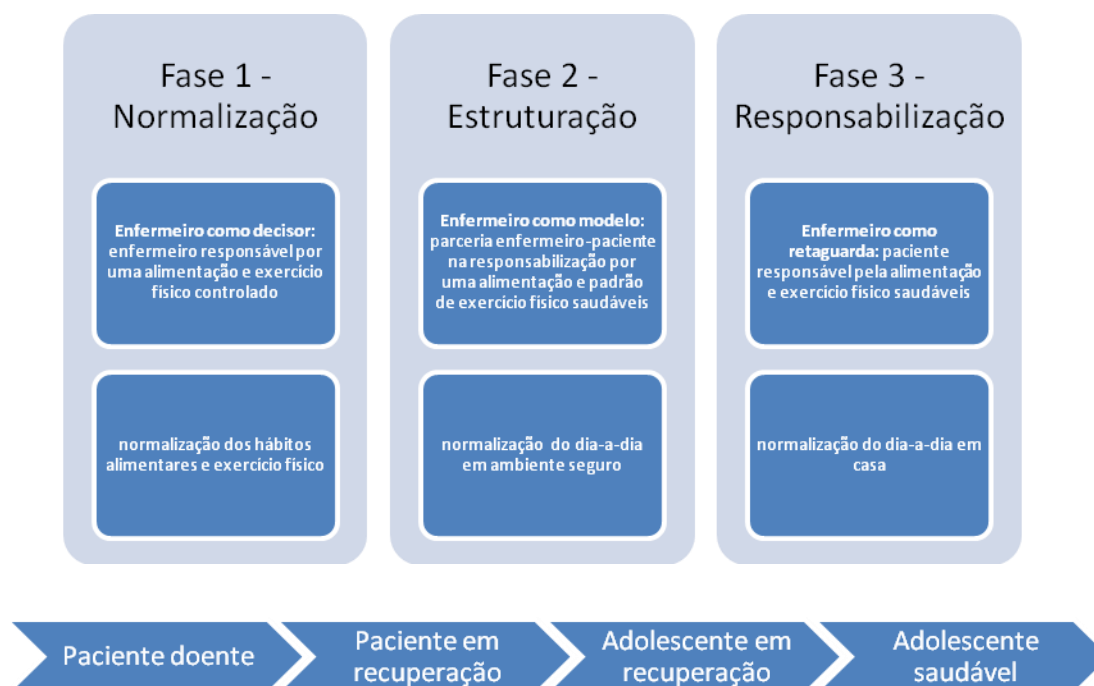 Fase 1 -
Normalização
Enfermeiro como decisor:
enfermeiro responsável por
uma alimentação e exercício
físico controlado
normalização dos hábitos
alimentares e exercício físico
Fase 2 -
Estruturação
Enfermeiro como modelo:
parceria enfermeiro-paciente
na responsabilização por
uma alimentação e padrão
de exercício físico saudáveis
normalização do dia-a-dia
em ambiente seguro
Fase 3 -
Responsabilização
Enfermeiro como
retaguarda: paciente
responsável pela alimentação
e exercício físico saudáveis
normalização do dia-a-dia em
casa
Paciente doente
Paciente em
recuperação
Adolescente em
recuperação
Adolescente
saudável